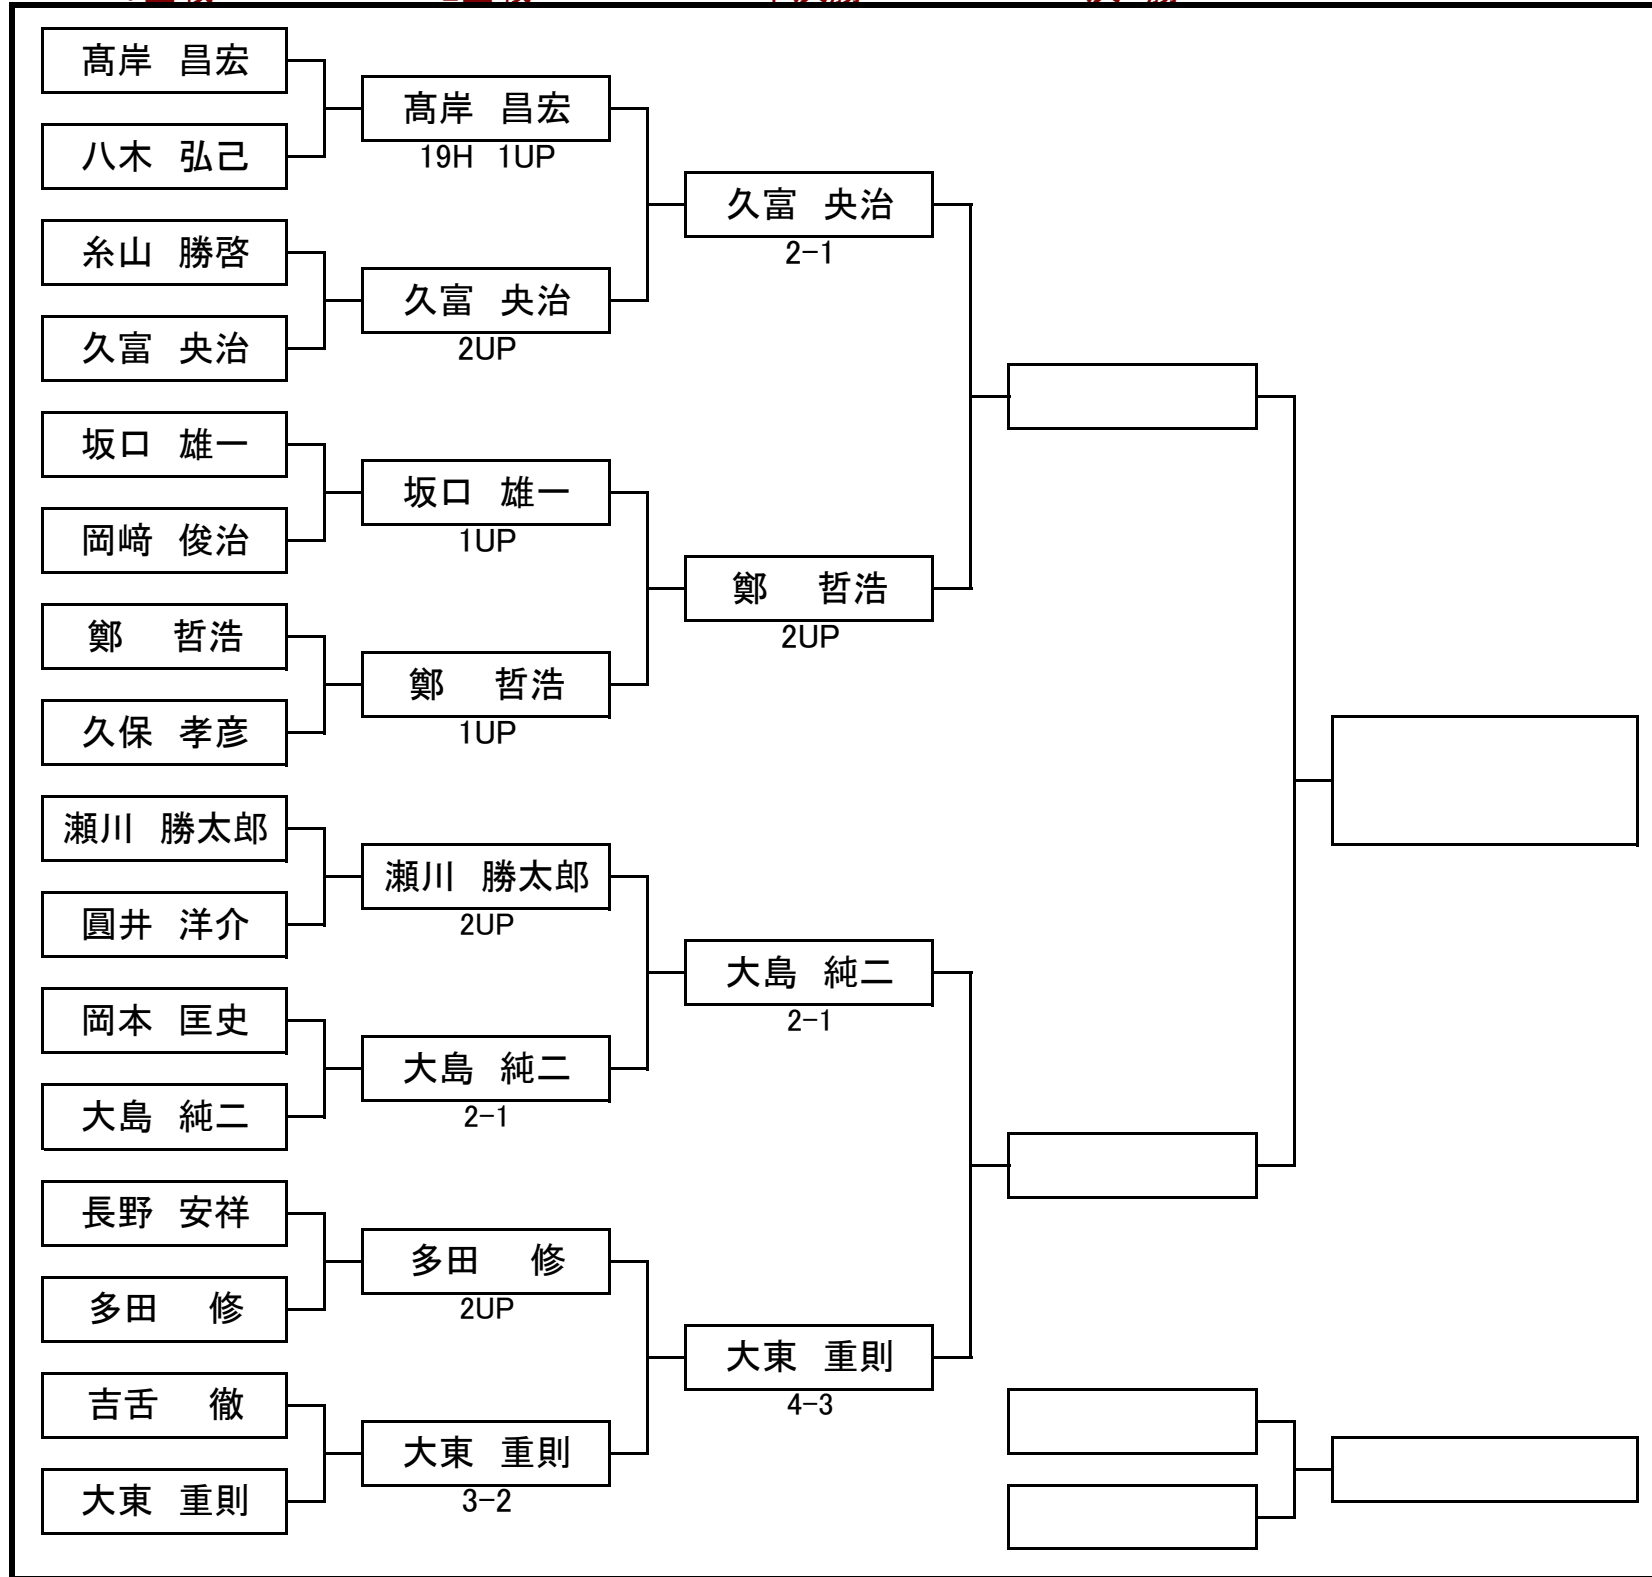 髙岸 昌宏
八木 弘己
糸山 勝啓
久富 央治
坂口 雄一
岡﨑 俊治
鄭 哲浩
久保 孝彦
瀬川 勝太郎
圓井 洋介
岡本 匡史
大島 純二
長野 安祥
多田 修
吉舌 徹
大東 重則
髙岸 昌宏
19H 1UP
久富 央治
2UP
坂口 雄一
1UP
鄭 哲浩
1UP
瀬川 勝太郎
2UP
大島 純二
2-1
多田 修
2UP
大東 重則
3-2
久富 央治
2-1
鄭 哲浩
2UP
大島 純二
2-1
大東 重則
4-3